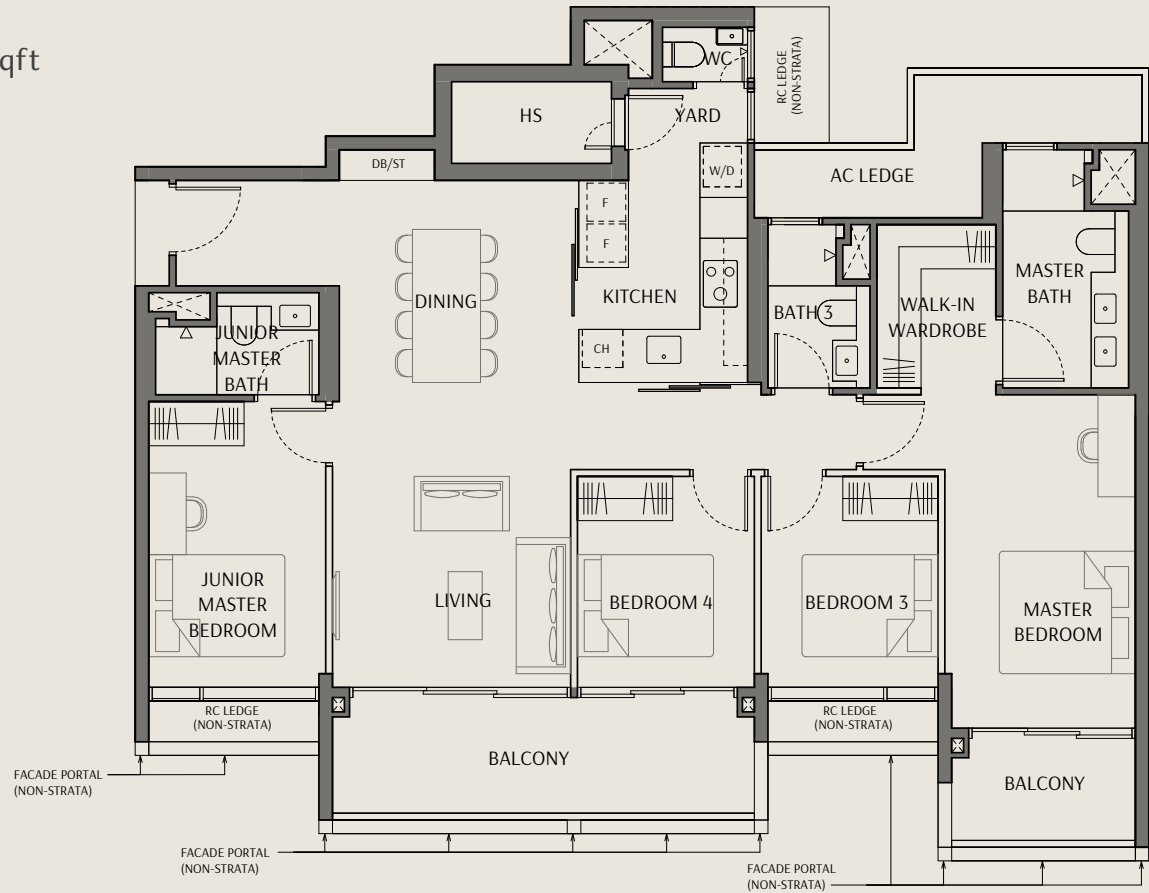 qft
WC
RC LEDGE
(NON-STRATA)
HS
YARD
DB/ST
W/D
AC LEDGE
F
F
DINING
KITCHEN
CH
BATH 3
WALK-IN
WARDROBE
MASTER
BATH
JUNIOR
MASTER
BATH
JUNIOR
MASTER
BEDROOM
LIVING
BEDROOM 4
BEDROOM 3
MASTER
BEDROOM
RC LEDGE
(NON-STRATA)
RC LEDGE
(NON-STRATA)
BALCONY
BALCONY
FACADE PORTAL
(NON-STRATA)
FACADE PORTAL
(NON-STRATA)
FACADE PORTAL
(NON-STRATA)